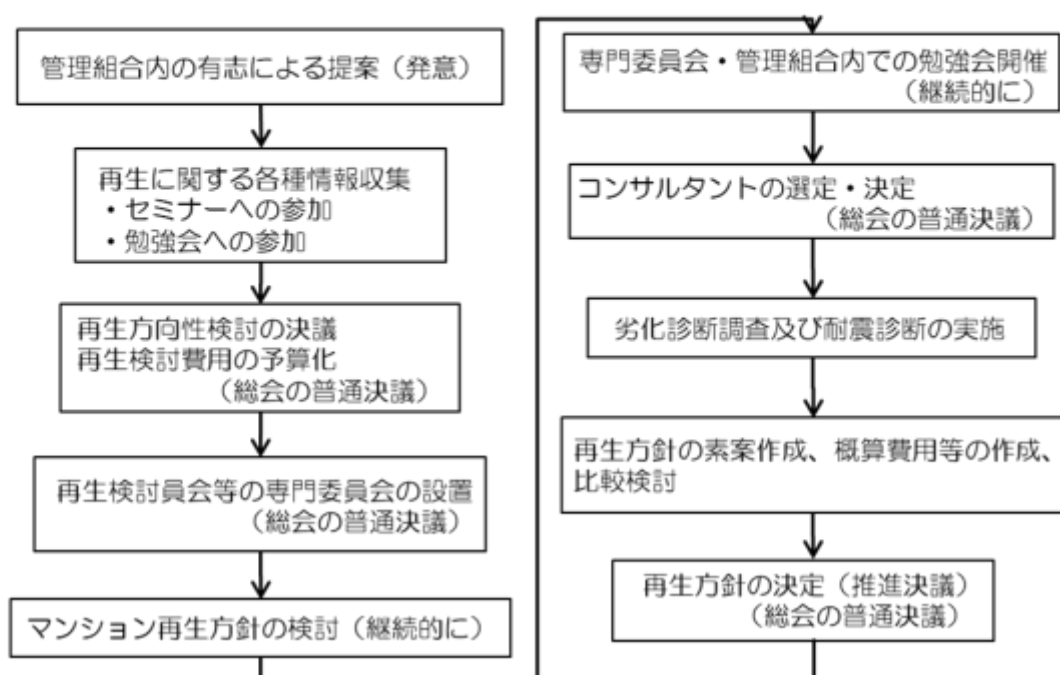 管理組合内の有志による提案（発意）
再生に関する各種情報収集
・セミナーへの参加
・勉強会への参加
再生方向性検討の決議
再生検討費用の予算化
（総会の普通決議）
再生検討員会等の専門委員会の設置
（総会の普通決議）
マンション再生方針の検討（継続的に）
専門委員会・管理組合内での勉強会開催
（継続的に）
コンサルタントの選定・決定
（総会の普通決議）
劣化診断調査及び耐震診断の実施
再生方針の素案作成、概算費用等の作成、
比較検討
再生方針の決定（推進決議）
（総会の普通決議）